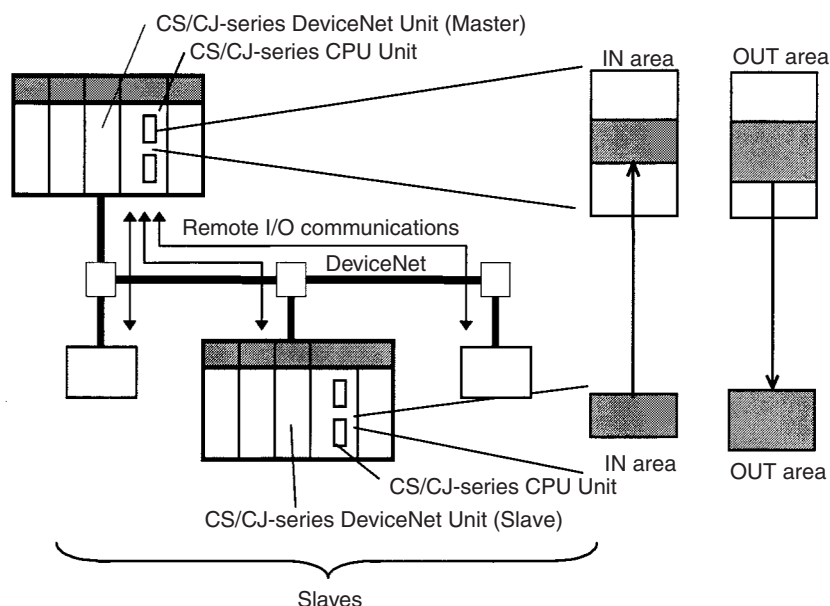 CS/CJ-series DeviceNet Unit (Master)
CS/CJ-series CPU Unit
IN area
OUT area
Remote I/O communications
DeviceNet
IN area
OUT area
CS/CJ-series CPU Unit
CS/CJ-series DeviceNet Unit (Slave)
Slaves